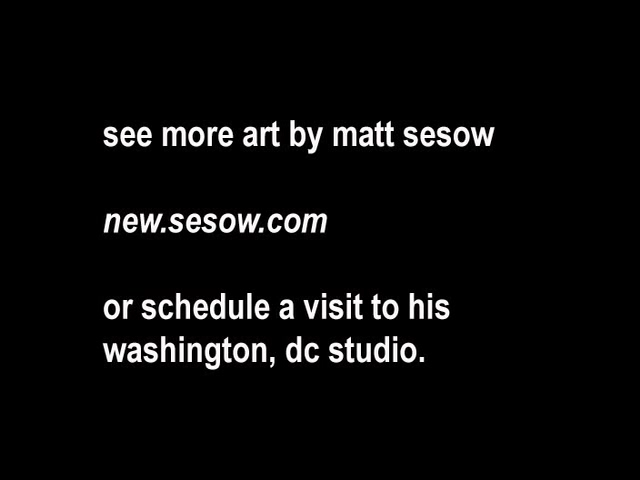 see more art by matt sesow
new.sesow.com
or schedule a visit to his
washington, dc studio.